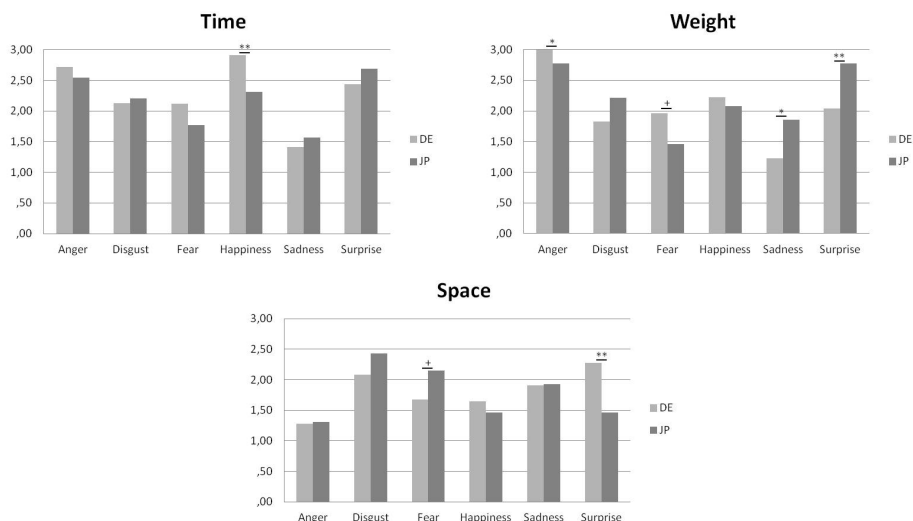 Time
3,00
2,50
2,00
1,50
1,00
,50
,00
**
Anger Disgust Fear Happiness Sadness Surprise
DE
JP
Weight
3,00
2,50
2,00
1,50
1,00
,50
,00
*
+
*
**
Anger Disgust Fear Happiness Sadness Surprise
DE
JP
Space
3,00
2,50
2,00
1,50
1,00
,50
,00
+
**
Anger Disgust Fear Happiness Sadness Surprise
DE
JP